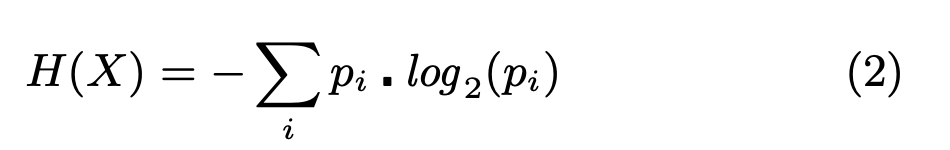 H(X) = −∑ᵢ pᵢ . log₂(pᵢ) (2)